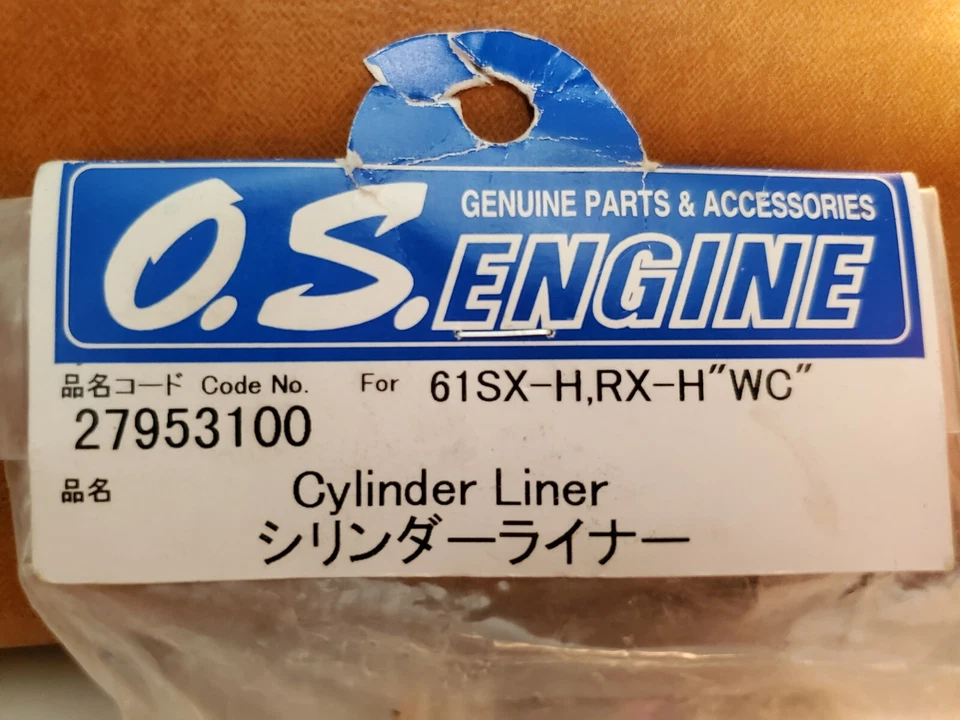 GENUINE PARTS & ACCESSORIES
O.S. ENGINE
品名コード Code No. For 61SX-H,RX-H"WC"
27953100
品名 Cylinder Liner
シリンダーライナー